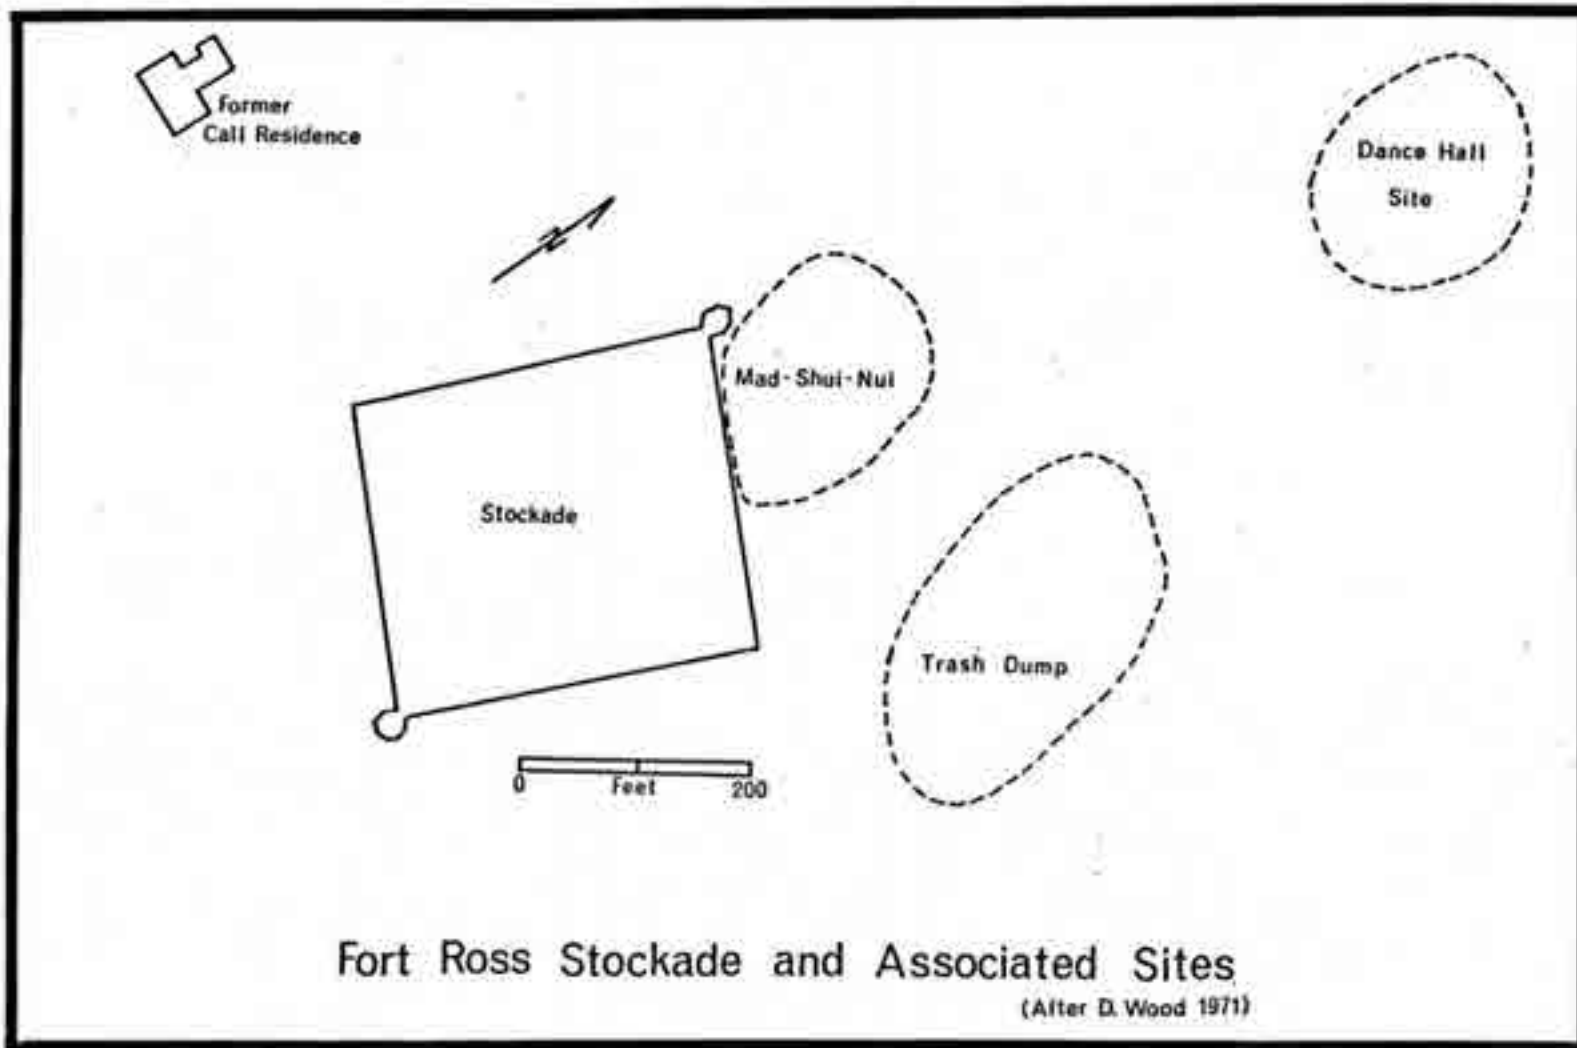 Former
Call Residence
Dance Hall
Site
N
Mad-Shui-Nui
Stockade
Trash Dump
0 Feet 200
Fort Ross Stockade and Associated Sites
(After D. Wood 1971)